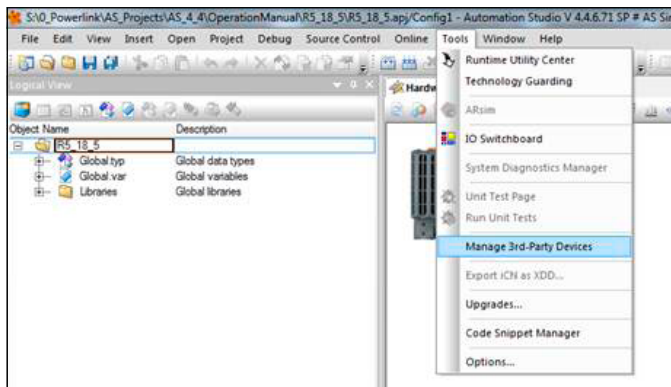 S:\0_Powerlink\AS_Projects\AS_4_4\OperationManual\R5_18_5\R5_18_5.apj/Config1 - Automation Studio V 4.4.6.71 SP # AS Si
File Edit View Insert Open Project Debug Source Control Online Tools Window Help
Logical View
Hardw
Object Name Description
R5_18_5
Global.typ Global data types
Global.var Global variables
Libraries Global libraries
Runtime Utility Center
Technology Guarding
ARsim
IO Switchboard
System Diagnostics Manager
Unit Test Page
Run Unit Tests
Manage 3rd-Party Devices
Export iCN as XDD...
Upgrades...
Code Snippet Manager
Options...